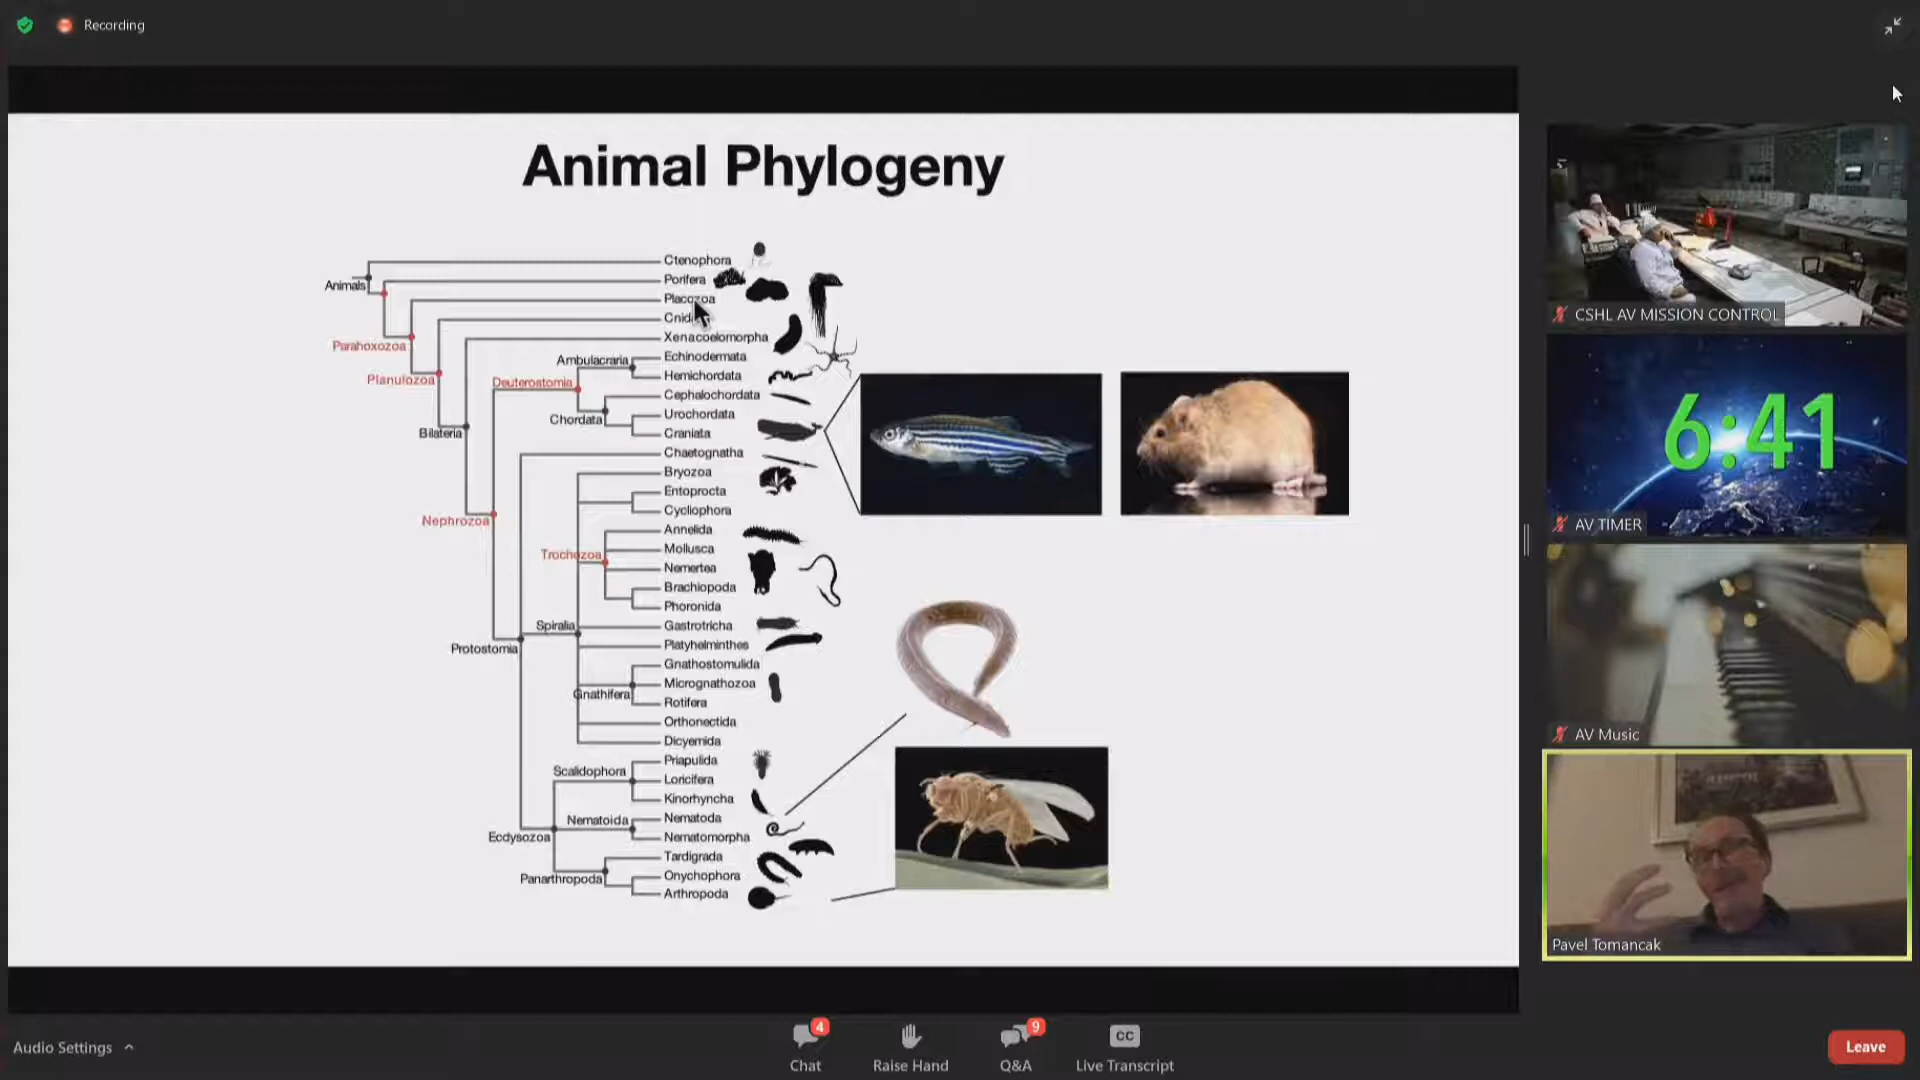 Recording
Animal Phylogeny
Animals
Parahoxozoa
Planulozoa
Bilateria
Nephrozoa
Deuterostomia
Ambulacraria
Chordata
Protostomia
Spiralia
Trochozoa
Gnathifera
Ecdysozoa
Scalidophora
Nematoida
Panarthropoda
Ctenophora
Porifera
Placozoa
Xenacoelomorpha
Echinodermata
Hemichordata
Cephalochordata
Urochordata
Craniata
Chaetognatha
Bryozoa
Entoprocta
Cycliophora
Annelida
Mollusca
Nemertea
Brachiopoda
Phoronida
Gastrotricha
Platyhelminthes
Gnathostomulida
Micrognathozoa
Rotifera
Orthonectida
Dicyemida
Priapulida
Loricifera
Kinorhyncha
Nematoda
Nematomorpha
Tardigrada
Onychophora
Arthropoda
CSHL AV MISSION CONTROL
6:41
AV TIMER
AV Music
Pavel Tomancak
Audio Settings
4
Chat
Raise Hand
9
Q&A
CC
Live Transcript
Leave